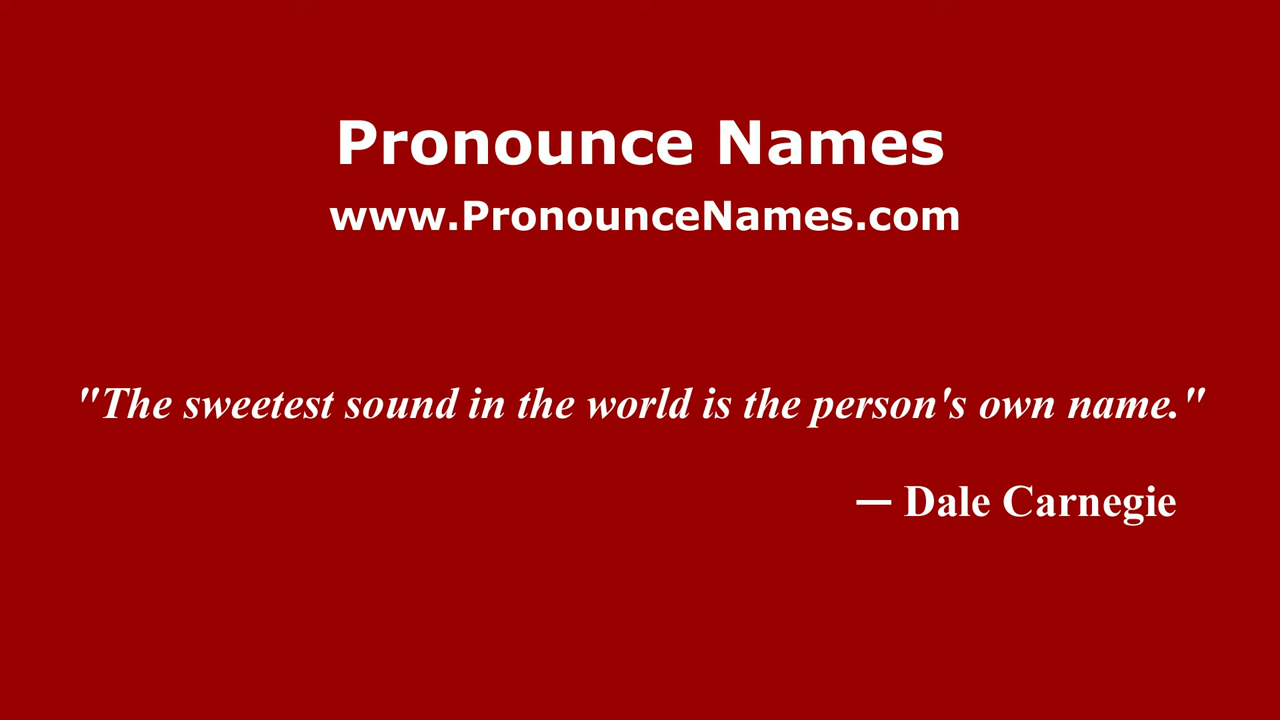 Pronounce Names
www.PronounceNames.com
"The sweetest sound in the world is the person's own name."
— Dale Carnegie